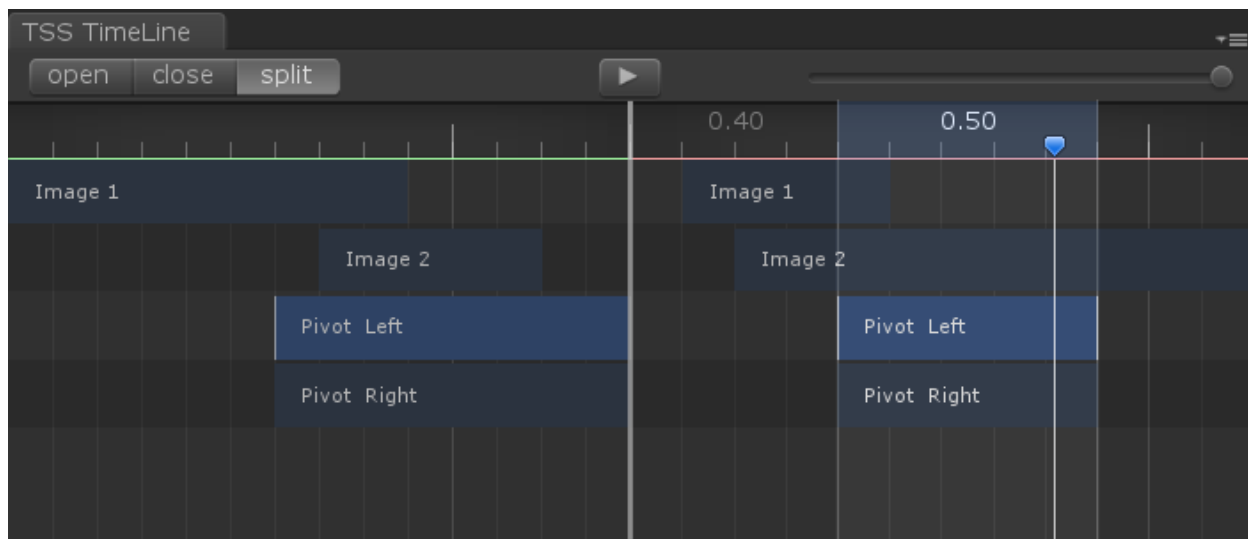 TSS TimeLine
open close split
0.40 0.50
Image 1 Image 1
Image 2 Image 2
Pivot Left Pivot Left
Pivot Right Pivot Right